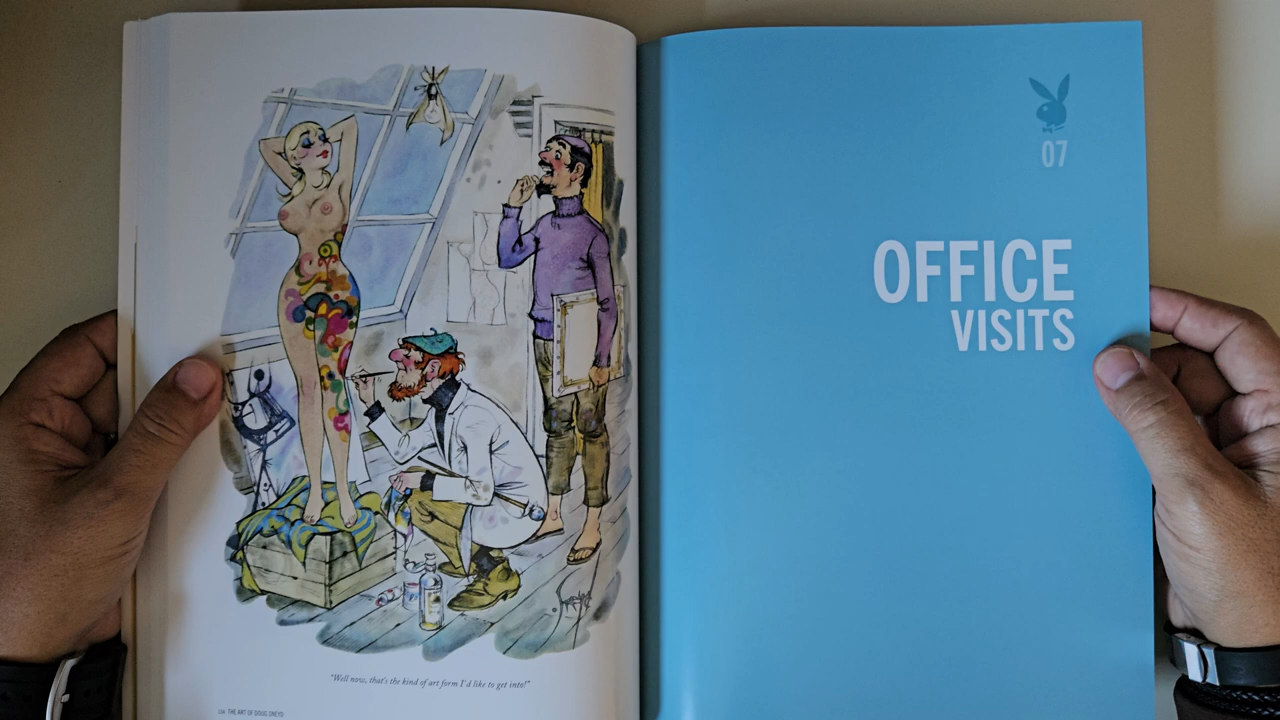 "Well now, that's the kind of art form I'd like to get into!"
THE ART OF DOUG SNEYD
07
OFFICE
VISITS